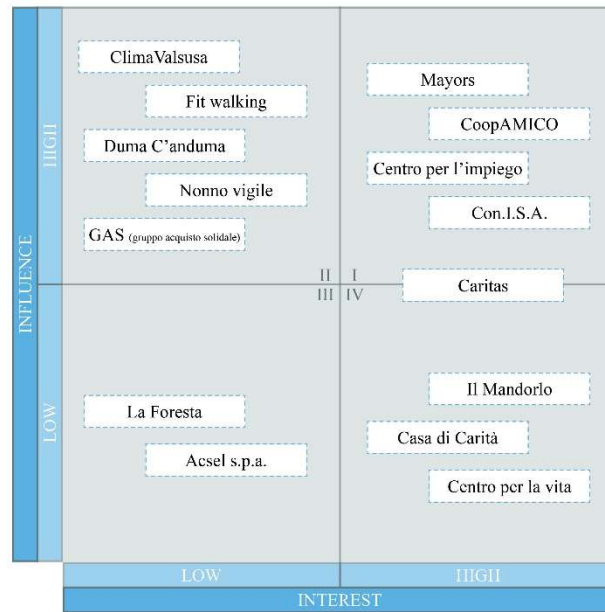 ClimaValsusa
Fit walking
Duma C'anduma
Nonno vigile
GAS (gruppo acquisto solidale)
Mayors
CoopAMICO
Centro per l'impiego
Con.I.S.A.
II I
III IV
Caritas
La Foresta
Acsel s.p.a.
Il Mandorlo
Casa di Carità
Centro per la vita
INFLUENCE
HIGH
LOW
LOW
HIGH
INTEREST